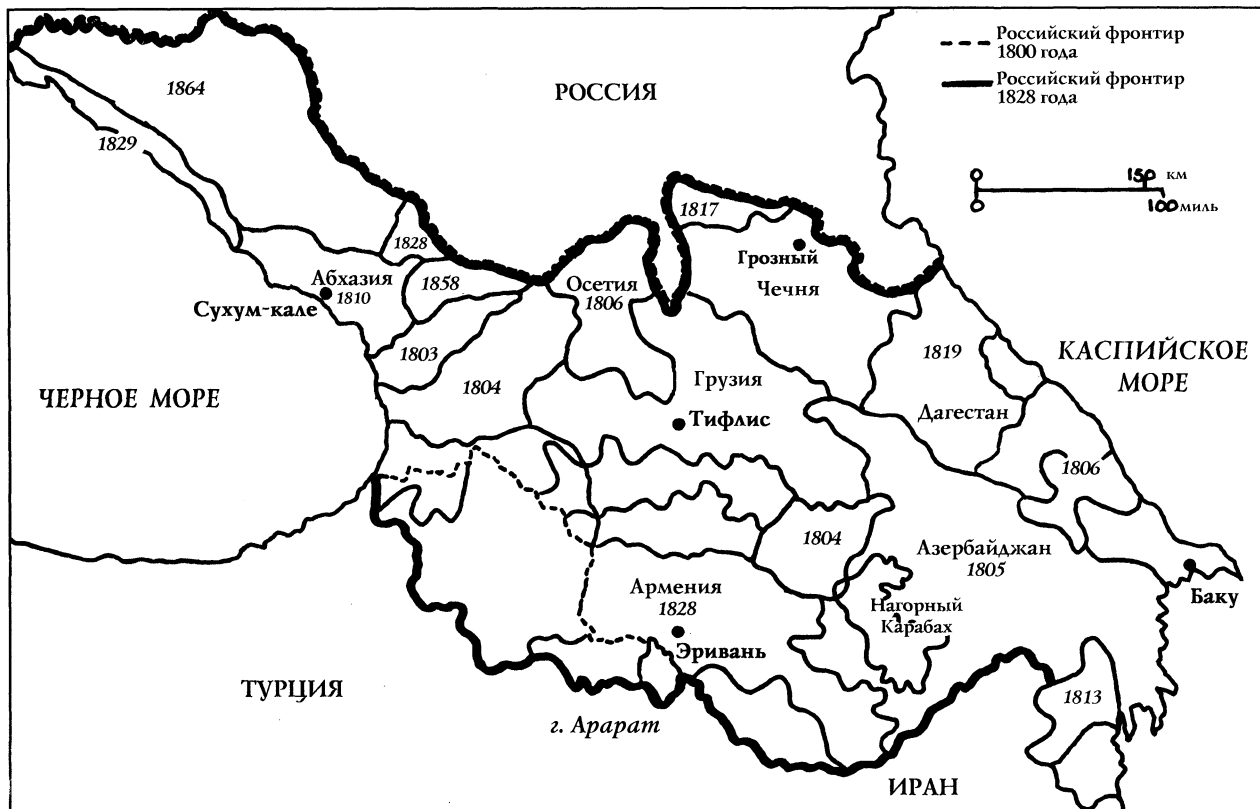 Российский фронтир
1800 года
Российский фронтир
1828 года
РОССИЯ
1864
1829
150 км
0
0
100 миль
1817
1828
Грозный
Чечня
Абхазия
1810
1858
Осетия
1806
Сухум-кале
1803
1819
КАСПИЙСКОЕ
МОРЕ
ЧЕРНОЕ МОРЕ
1804
Грузия
Тифлис
Дагестан
1806
1804
Азербайджан
1805
Армения
1828
Нагорный
Карабах
Баку
Эривань
ТУРЦИЯ
г. Арарат
1813
ИРАН